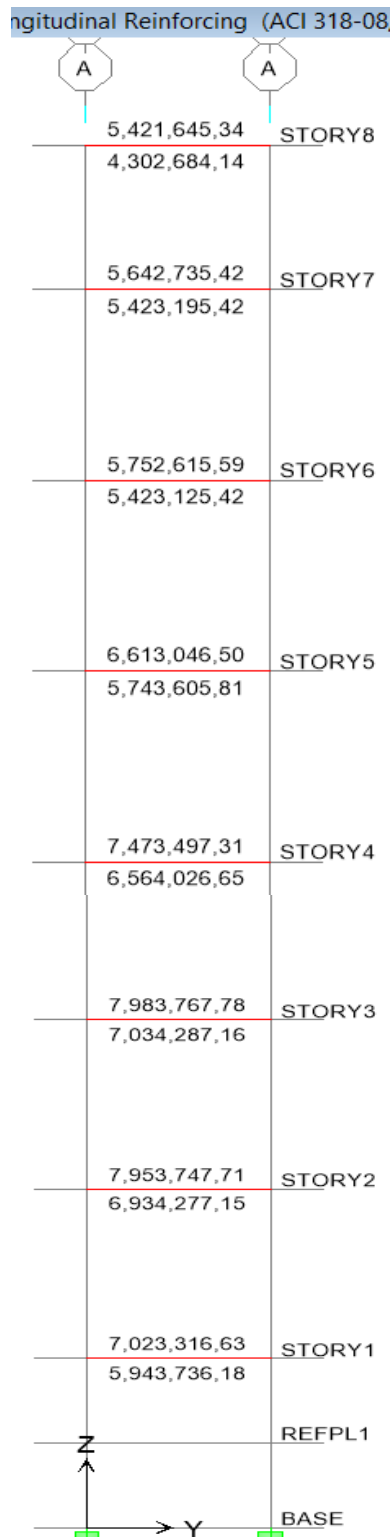 ngitudinal Reinforcing (ACI 318-08
A A
5,421,645,34 STORY8
4,302,684,14
5,642,735,42 STORY7
5,423,195,42
5,752,615,59 STORY6
5,423,125,42
6,613,046,50 STORY5
5,743,605,81
7,473,497,31 STORY4
6,564,026,65
7,983,767,78 STORY3
7,034,287,16
7,953,747,71 STORY2
6,934,277,15
7,023,316,63 STORY1
5,943,736,18
REFPL1
Z
BASE
Y